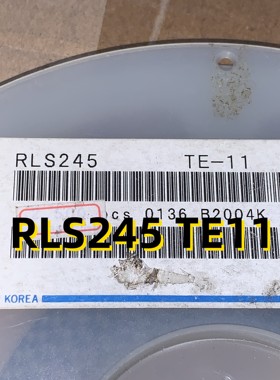 RLS245 TE-11
pcs 0136 B2004K
RLS245 TE11
KOREA